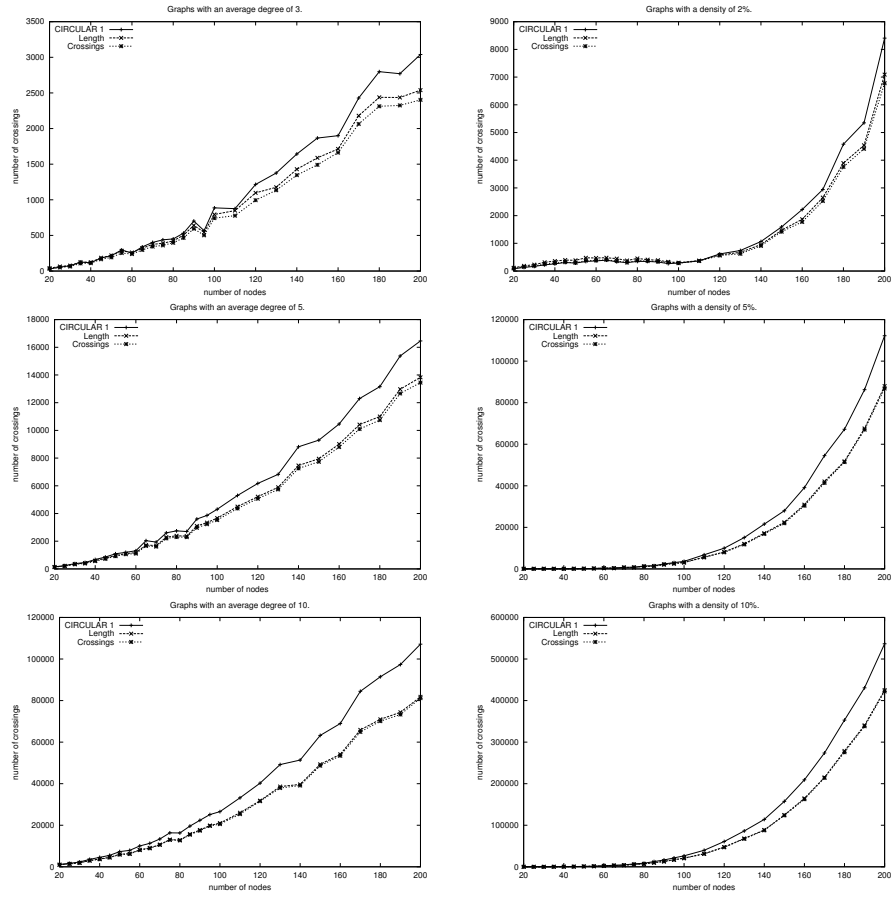 Graphs with an average degree of 3.
CIRCULAR 1
Length
Crossings
3500
3000
2500
2000
1500
1000
500
0
number of crossings
20 40 60 80 100 120 140 160 180 200
number of nodes
Graphs with a density of 2%.
CIRCULAR 1
Length
Crossings
9000
8000
7000
6000
5000
4000
3000
2000
1000
0
number of crossings
20 40 60 80 100 120 140 160 180 200
number of nodes
Graphs with an average degree of 5.
CIRCULAR 1
Length
Crossings
18000
16000
14000
12000
10000
8000
6000
4000
2000
0
number of crossings
20 40 60 80 100 120 140 160 180 200
number of nodes
Graphs with a density of 5%.
CIRCULAR 1
Length
Crossings
120000
100000
80000
60000
40000
20000
0
number of crossings
20 40 60 80 100 120 140 160 180 200
number of nodes
Graphs with an average degree of 10.
CIRCULAR 1
Length
Crossings
120000
100000
80000
60000
40000
20000
0
number of crossings
20 40 60 80 100 120 140 160 180 200
number of nodes
Graphs with a density of 10%.
CIRCULAR 1
Length
Crossings
600000
500000
400000
300000
200000
100000
0
number of crossings
20 40 60 80 100 120 140 160 180 200
number of nodes